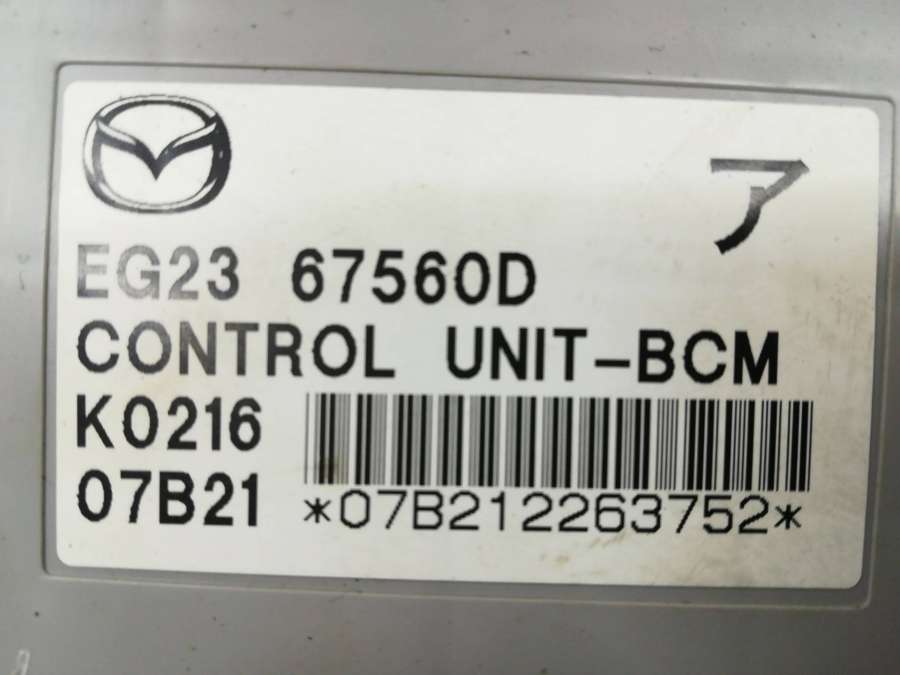 ア
EG23 67560D
CONTROL UNIT-BCM
K0216
07B21 *07B212263752*